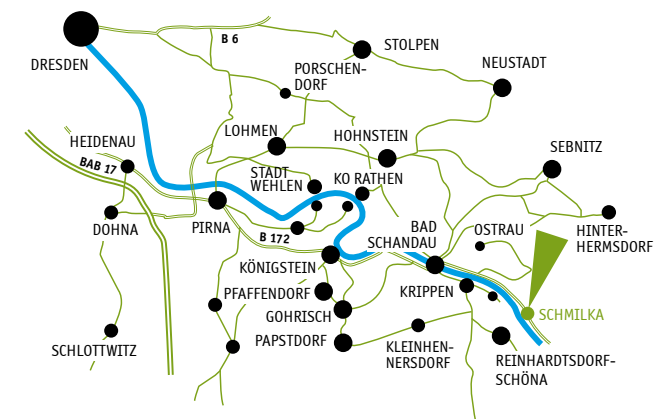 B 6
STOLPEN
DRESDEN
PORSCHEN-
DORF
NEUSTADT
LOHMEN
HOHNSTEIN
HEIDENAU
SEBNITZ
BAB 17
STADT
WEHLEN
KO RATHEN
DOHNA
PIRNA
B 172
BAD
SCHANDAU
OSTRAU
HINTER-
HERMSDORF
KÖNIGSTEIN
PFAFFENDORF
KRIPPEN
GOHRISCH
SCHMILKA
PAPSTDORF
SCHLOTTWITZ
KLEINHEN-
NERSDORF
REINHARDTSDORF-
SCHÖNA